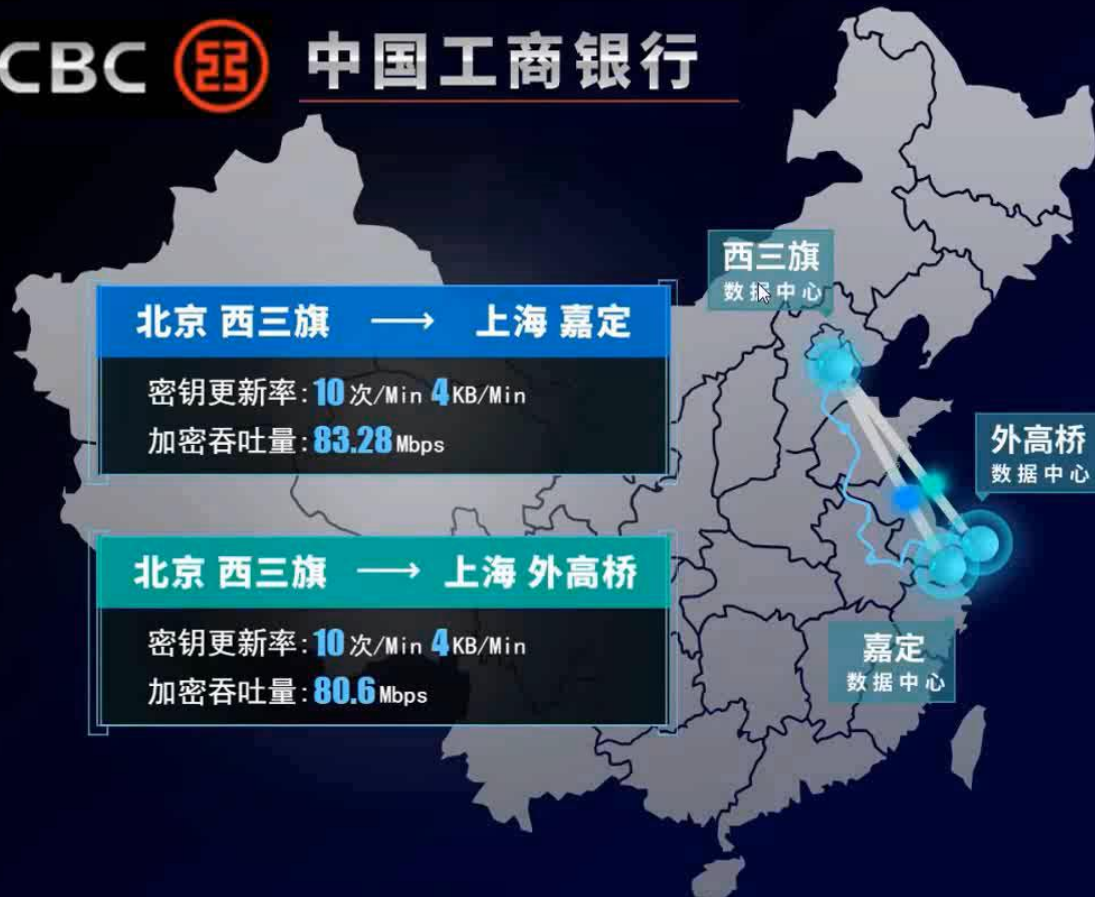 CBC 中国工商银行
西三旗
数据中心
北京 西三旗 → 上海 嘉定
密钥更新率:10次/Min 4KB/Min
加密吞吐量:83.28Mbps
外高桥
数据中心
北京 西三旗 → 上海 外高桥
密钥更新率:10次/Min 4KB/Min
加密吞吐量:80.6Mbps
嘉定
数据中心